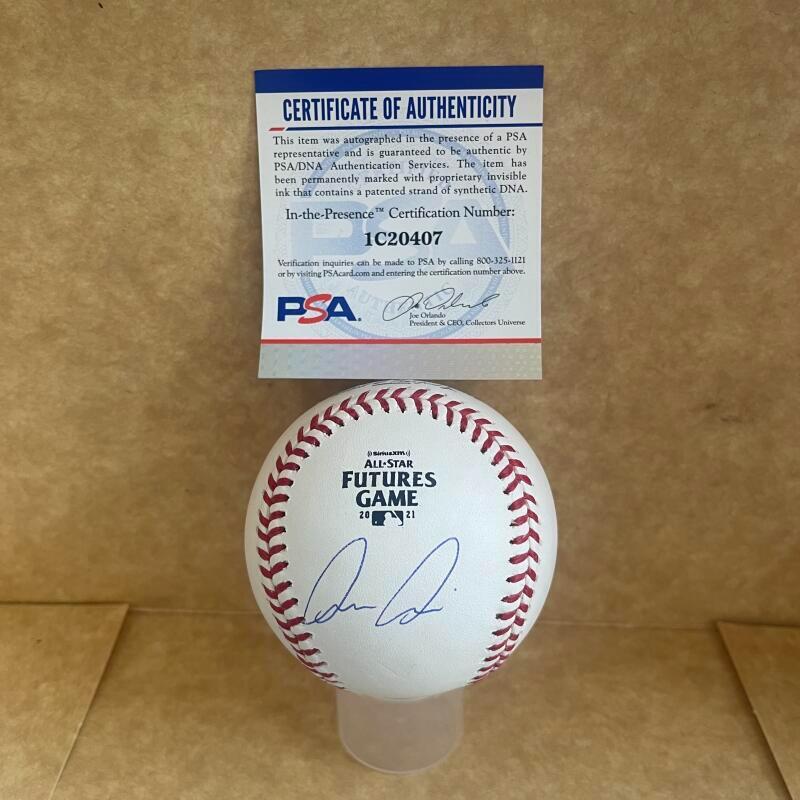 CERTIFICATE OF AUTHENTICITY
This item was autographed in the presence of a PSA
representative and is guaranteed to be authentic by
PSA/DNA Authentication Services. The item has
been permanently marked with proprietary invisible
ink that contains a patented strand of synthetic DNA.
In-the-Presence™ Certification Number:
1C20407
Verification inquiries can be made to PSA by calling 800-325-1121
or by visiting PSAcard.com and entering the certification number above.
PSA.
Joe Orlando
President & CEO, Collectors Universe
SiriusXM
ALL★STAR
FUTURES
GAME
20 21